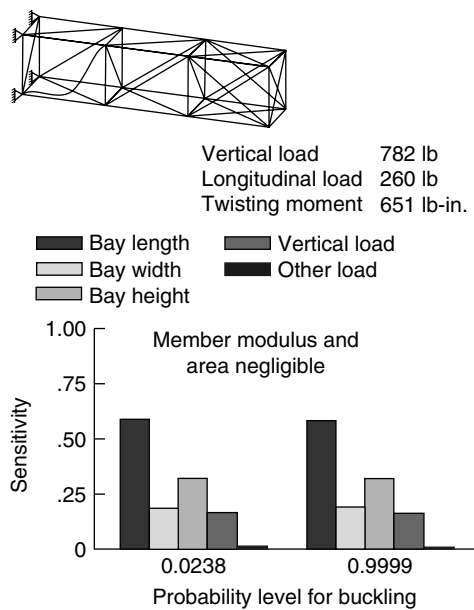 Vertical load 782 lb
Longitudinal load 260 lb
Twisting moment 651 lb-in.
Bay length
Vertical load
Bay width
Other load
Bay height
1.00
Member modulus and
area negligible
.75
.50
.25
0
Sensitivity
0.0238
0.9999
Probability level for buckling